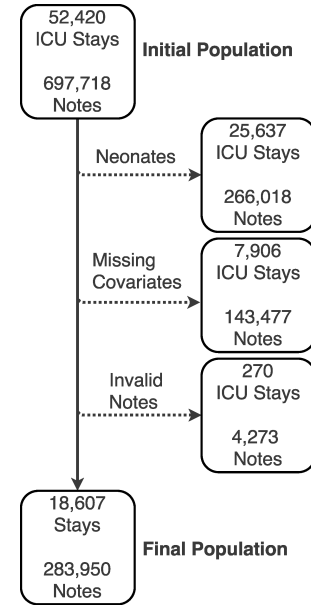 52,420
ICU Stays
697,718
Notes
Initial Population
Neonates
25,637
ICU Stays
266,018
Notes
Missing
Covariates
7,906
ICU Stays
143,477
Notes
Invalid
Notes
270
ICU Stays
4,273
Notes
18,607
Stays
283,950
Notes
Final Population